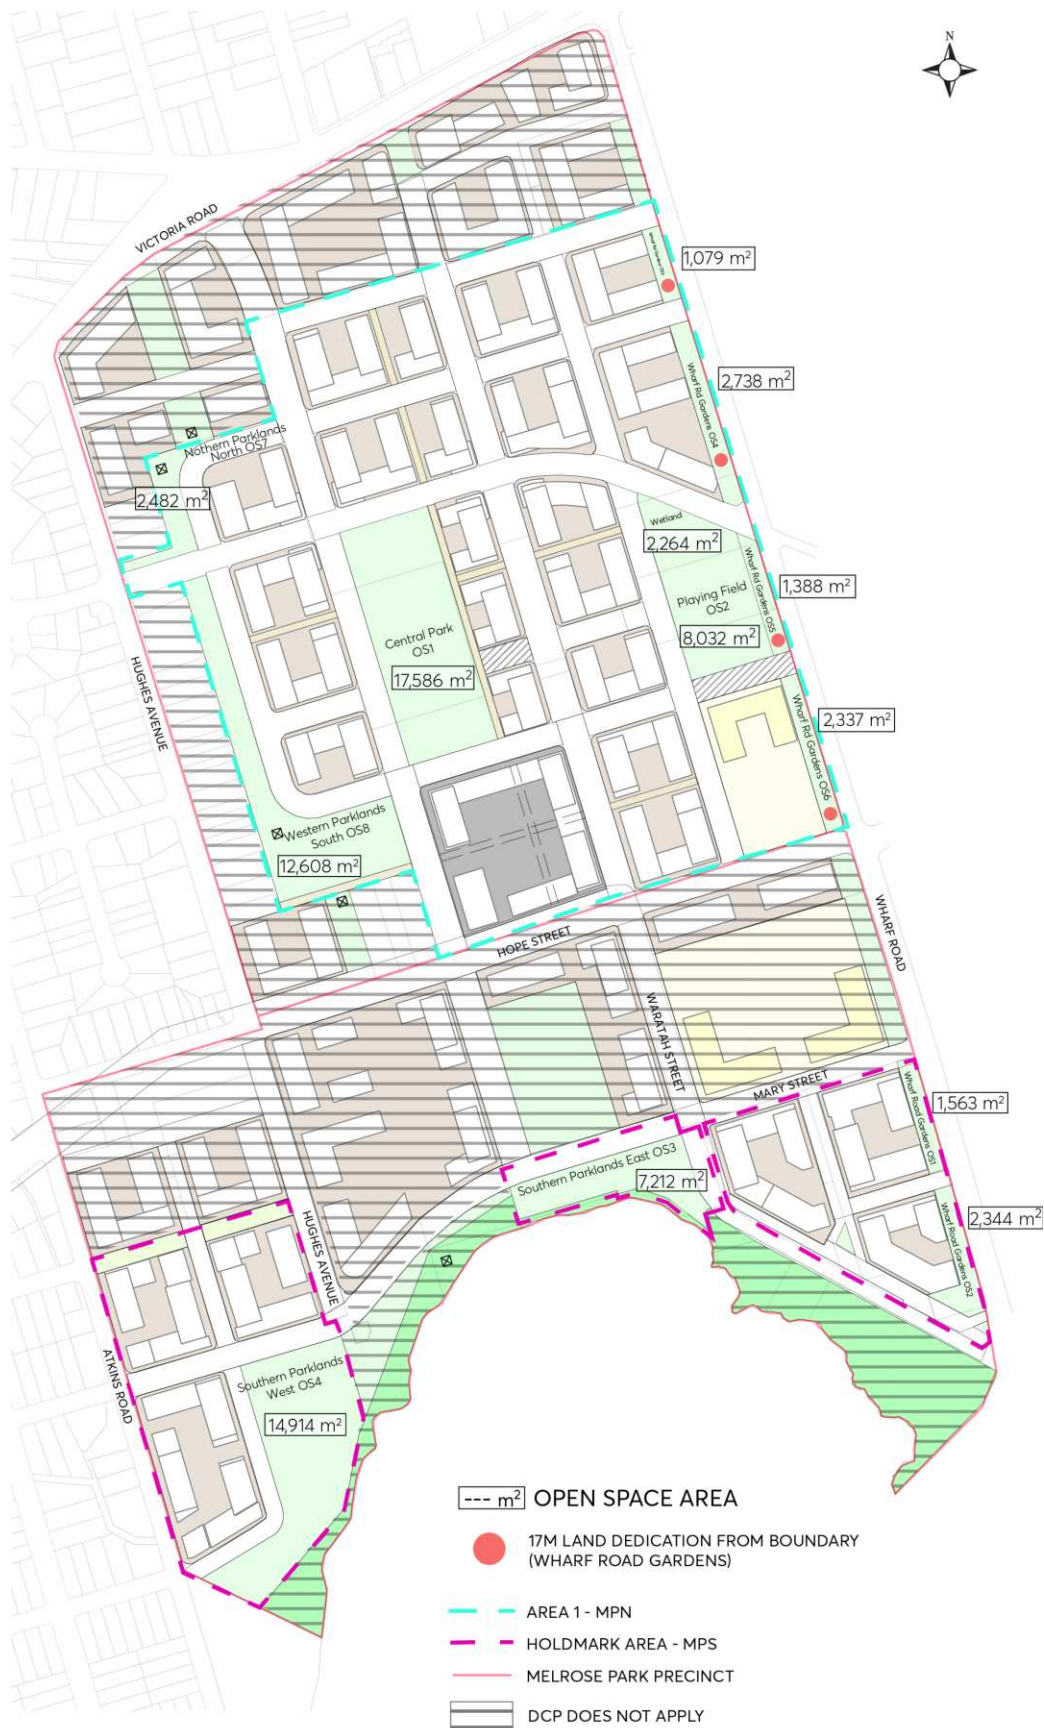 N
VICTORIA ROAD
1,079 m²
2,738 m²
Wharf Rd Gardens OS4
Nothern Parklands
North OS7
2,482 m²
Wetland
2,264 m²
Wharf Rd Gardens OS5
1,388 m²
Playing Field
OS2
8,032 m²
Central Park
OS1
17,586 m²
HUGHES AVENUE
Wharf Rd Gardens OS6
2,337 m²
Western Parklands
South OS8
12,608 m²
HOPE STREET
WHARF ROAD
WARATAH STREET
MARY STREET
Wharf Road Gardens OS1
1,563 m²
Southern Parklands East OS3
7,212 m²
Wharf Road Gardens OS2
2,344 m²
HUGHES AVENUE
ATKINS ROAD
Southern Parklands
West OS4
14,914 m²
--- m² OPEN SPACE AREA
17M LAND DEDICATION FROM BOUNDARY
(WHARF ROAD GARDENS)
AREA 1 - MPN
HOLDMARK AREA - MPS
MELROSE PARK PRECINCT
DCP DOES NOT APPLY